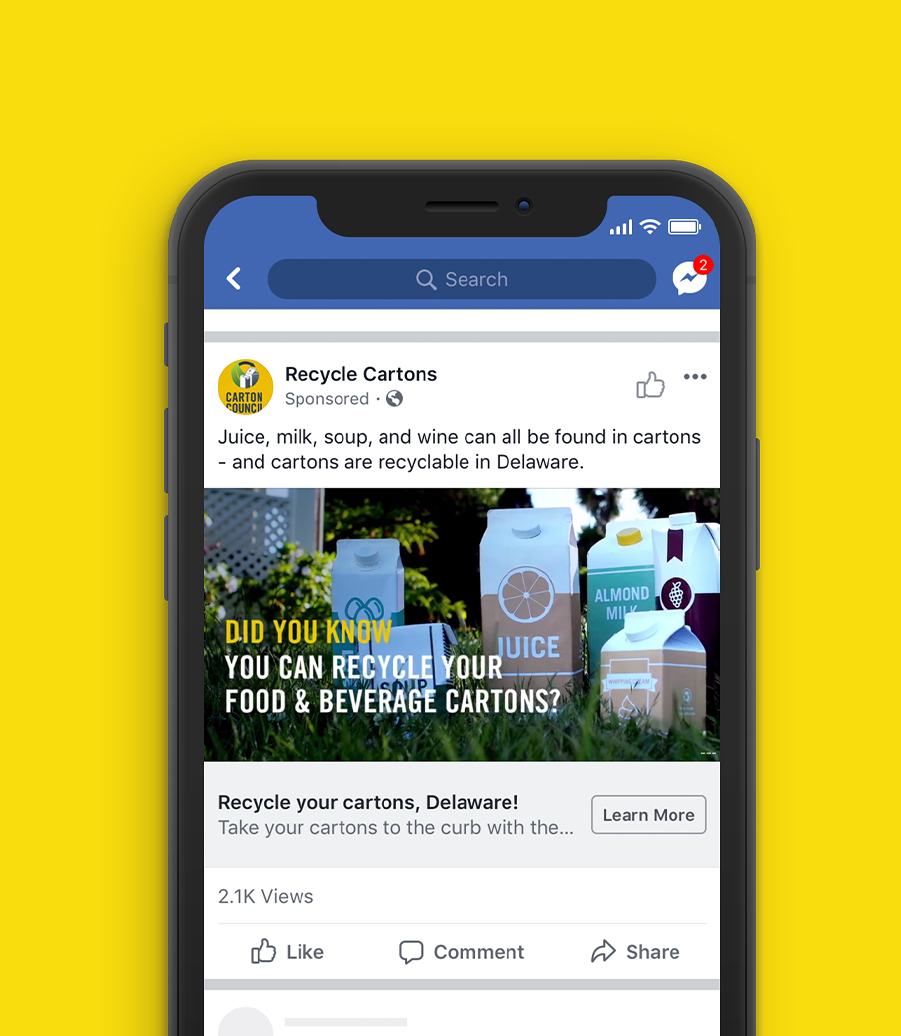 Search
2
Recycle Cartons
CARTON
COUNCIL
Sponsored ·
Juice, milk, soup, and wine can all be found in cartons
- and cartons are recyclable in Delaware.
ALMOND
MILK
JUICE
SOUP
WHIPPING CREAM
DID YOU KNOW
YOU CAN RECYCLE YOUR
FOOD & BEVERAGE CARTONS?
Recycle your cartons, Delaware!
Take your cartons to the curb with the...
Learn More
2.1K Views
Like
Comment
Share